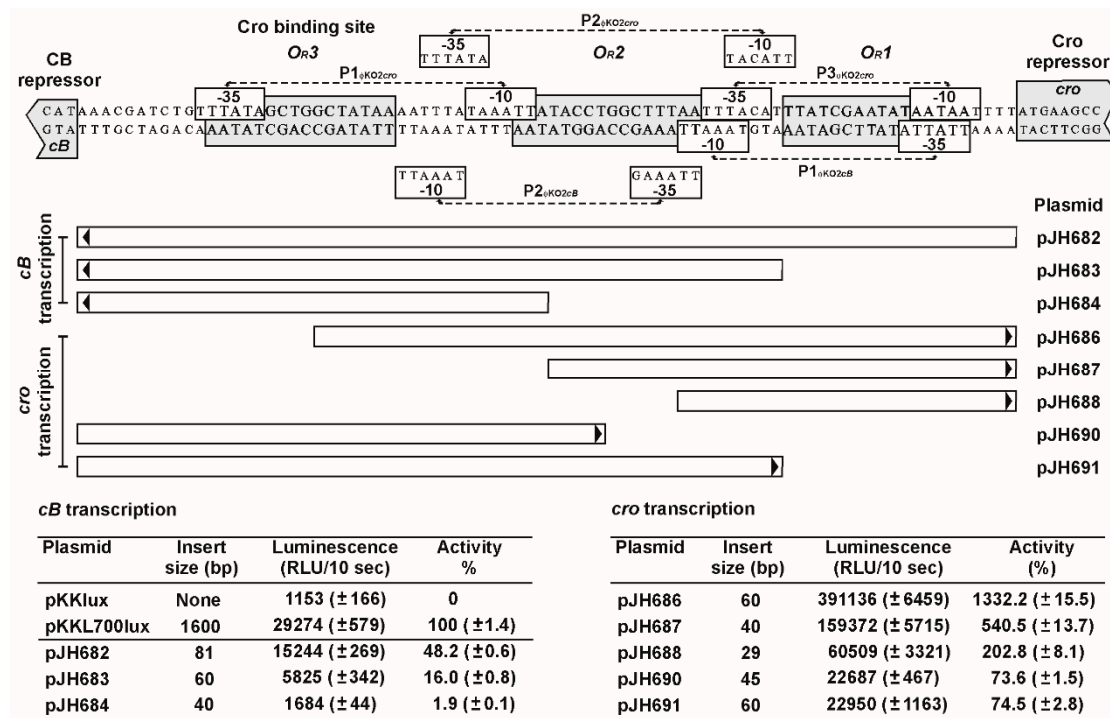 Cro binding site
P2φKO2cro
-35
T T T A T A
-10
T A C A T T
CB
repressor
OR3
OR2
OR1
Cro
repressor
P1φKO2cro
P3φKO2cro
-35
-10
-35
-10
cro
C A T A A A C G A T C T G T T T A T A G C T G G C T A T A A A A T T T A T A A A T T A T A C C T G G C T T T A A T T T A C A T T T A T C G A A T A T A A T A A T T T T A T G A A G C C
G T A T T T G C T A G A C A A A T A T C G A C C G A T A T T T T A A A T A T T T A A T A T G G A C C G A A A T T A A A T G T A A A T A G C T T A T A T T A T T A A A A T A C T T C G G
cB
-10
-35
P1φKO2cB
T T A A A T
-10
P2φKO2cB
G A A A T T
-35
Plasmid
cB
transcription
pJH682
pJH683
pJH684
cro
transcription
pJH686
pJH687
pJH688
pJH690
pJH691
cB transcription
Plasmid Insert size (bp) Luminescence (RLU/10 sec) Activity %
pKKlux None 1153 (±166) 0
pKKL700lux 1600 29274 (±579) 100 (±1.4)
pJH682 81 15244 (±269) 48.2 (±0.6)
pJH683 60 5825 (±342) 16.0 (±0.8)
pJH684 40 1684 (±44) 1.9 (±0.1)
cro transcription
Plasmid Insert size (bp) Luminescence (RLU/10 sec) Activity (%)
pJH686 60 391136 (±6459) 1332.2 (±15.5)
pJH687 40 159372 (±5715) 540.5 (±13.7)
pJH688 29 60509 (±3321) 202.8 (±8.1)
pJH690 45 22687 (±467) 73.6 (±1.5)
pJH691 60 22950 (±1163) 74.5 (±2.8)